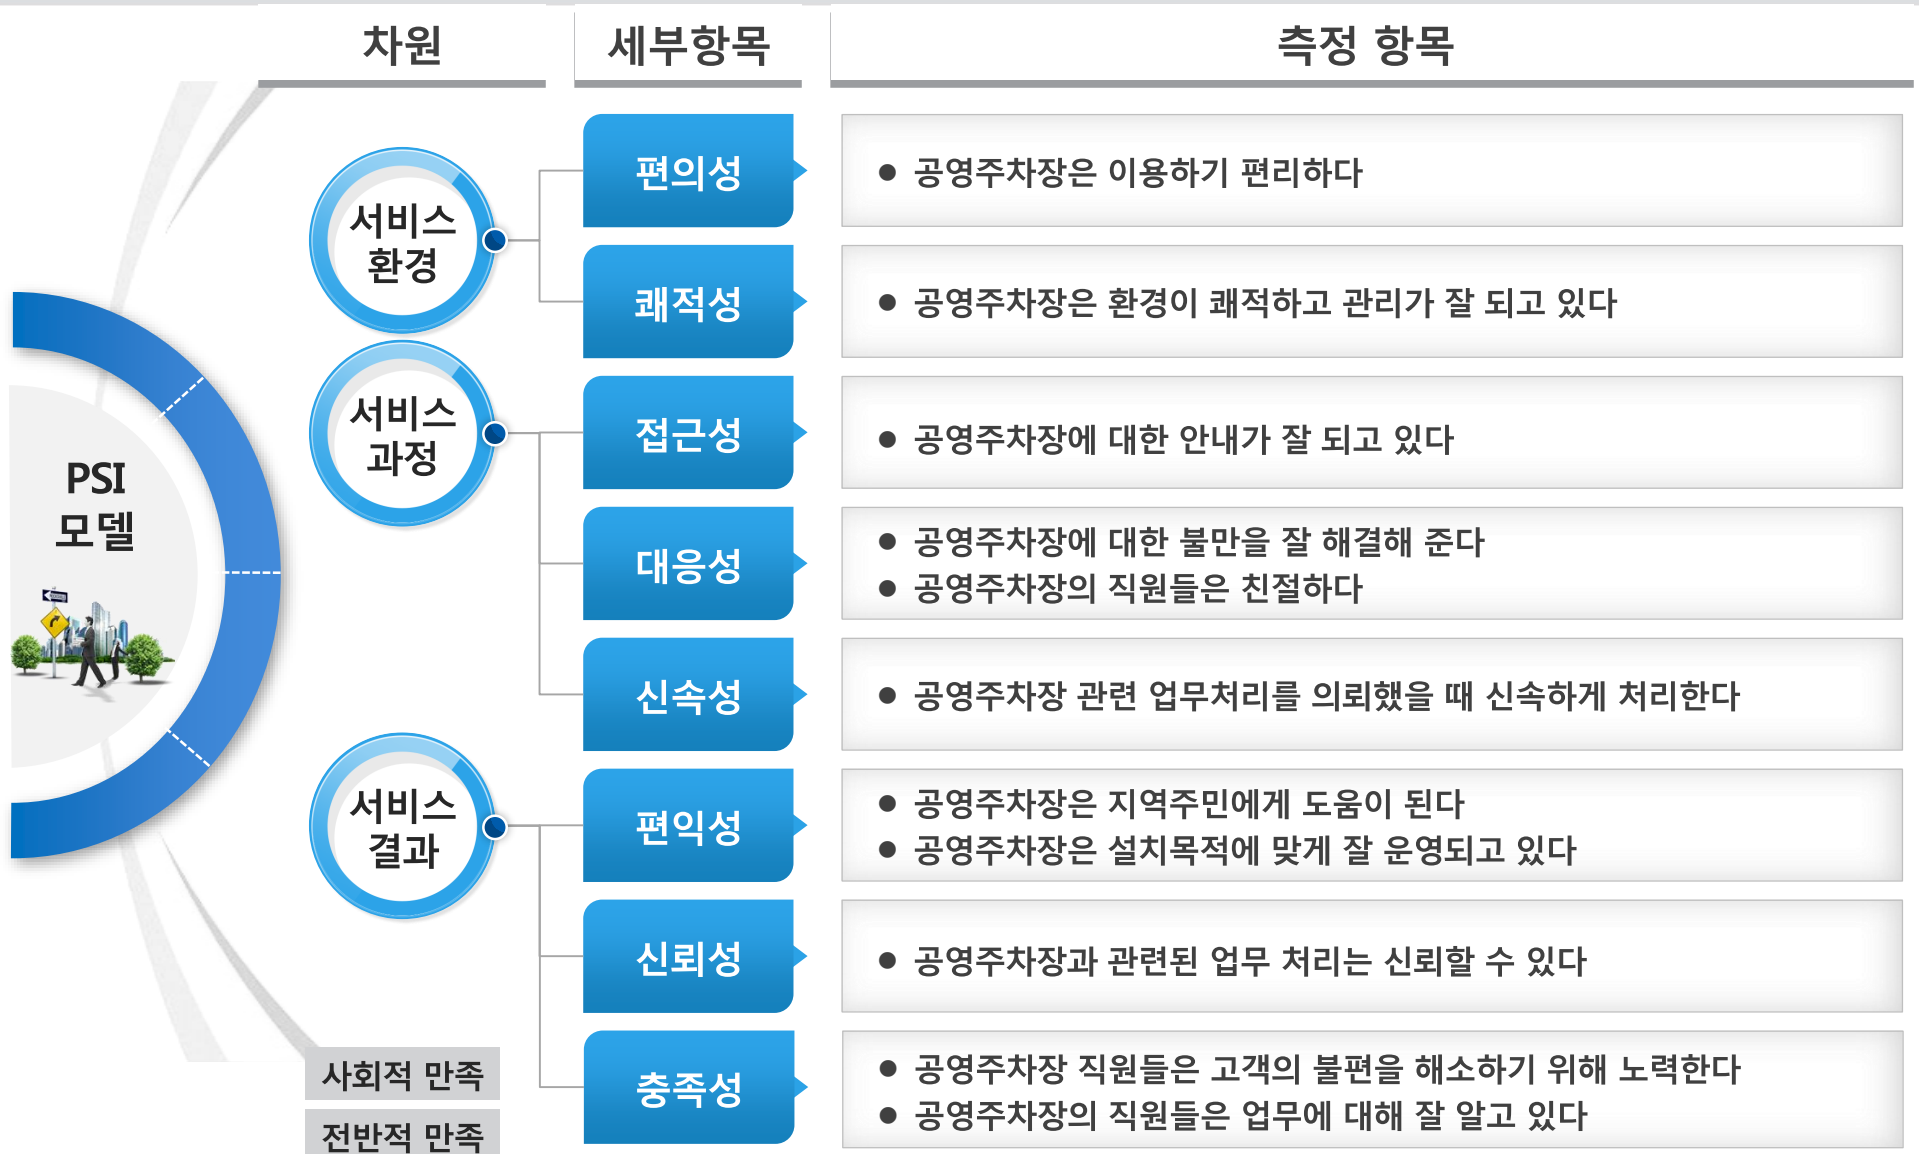 차원
세부항목
측정 항목
PSI
모델
서비스
환경
편의성
● 공영주차장은 이용하기 편리하다
쾌적성
● 공영주차장은 환경이 쾌적하고 관리가 잘 되고 있다
서비스
과정
접근성
● 공영주차장에 대한 안내가 잘 되고 있다
대응성
● 공영주차장에 대한 불만을 잘 해결해 준다
● 공영주차장의 직원들은 친절하다
신속성
● 공영주차장 관련 업무처리를 의뢰했을 때 신속하게 처리한다
서비스
결과
편익성
● 공영주차장은 지역주민에게 도움이 된다
● 공영주차장은 설치목적에 맞게 잘 운영되고 있다
신뢰성
● 공영주차장과 관련된 업무 처리는 신뢰할 수 있다
충족성
● 공영주차장 직원들은 고객의 불편을 해소하기 위해 노력한다
● 공영주차장의 직원들은 업무에 대해 잘 알고 있다
사회적 만족
전반적 만족